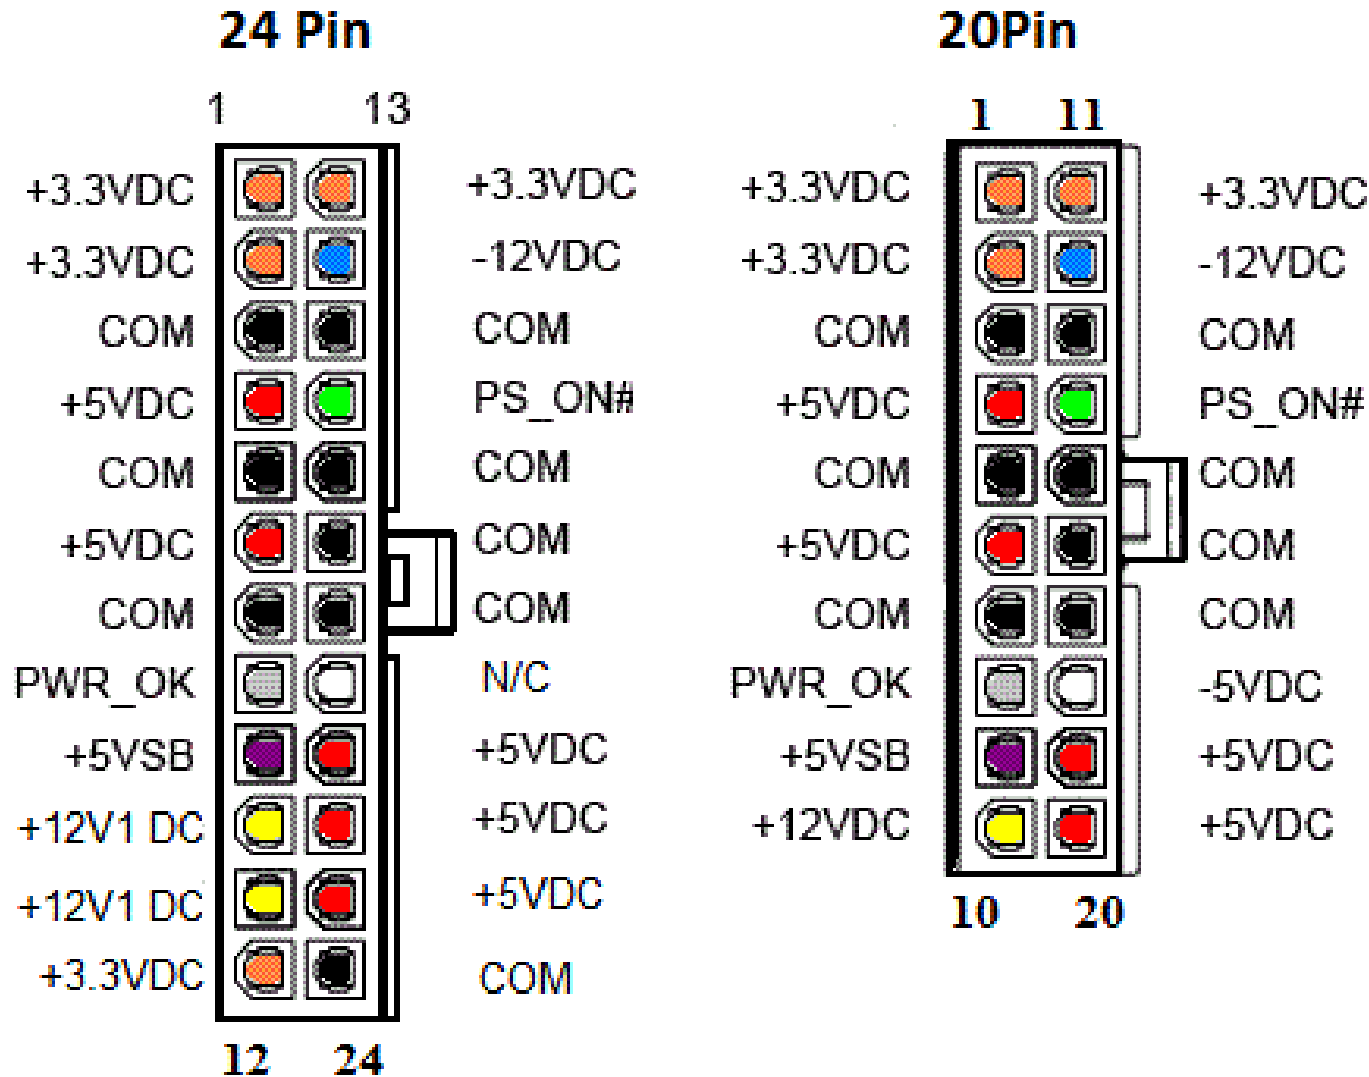 24 Pin 20Pin
1 13 1 11
+3.3VDC +3.3VDC +3.3VDC +3.3VDC
+3.3VDC -12VDC +3.3VDC -12VDC
COM COM COM COM
+5VDC PS_ON# +5VDC PS_ON#
COM COM COM COM
+5VDC COM +5VDC COM
COM COM COM COM
PWR_OK N/C PWR_OK -5VDC
+5VSB +5VDC +5VSB +5VDC
+12V1 DC +5VDC +12VDC +5VDC
+12V1 DC +5VDC 10 20
+3.3VDC COM
12 24